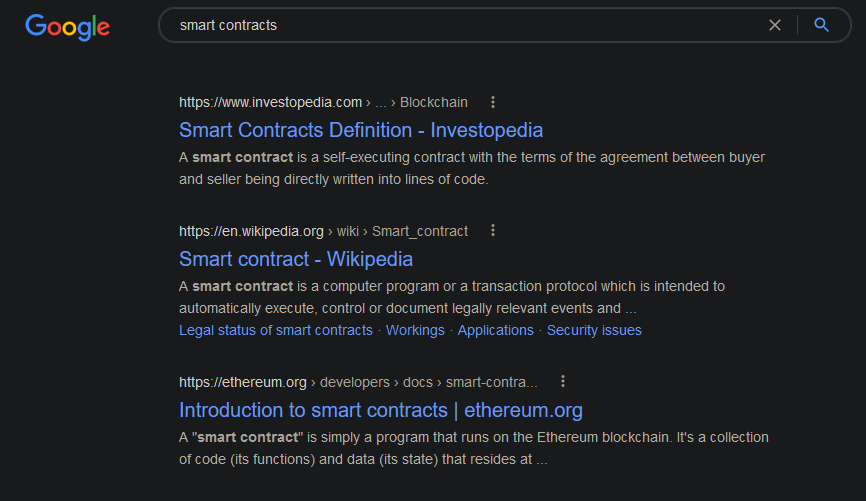 Google
smart contracts
https://www.investopedia.com › ... › Blockchain
Smart Contracts Definition - Investopedia
A smart contract is a self-executing contract with the terms of the agreement between buyer
and seller being directly written into lines of code.
https://en.wikipedia.org › wiki › Smart_contract
Smart contract - Wikipedia
A smart contract is a computer program or a transaction protocol which is intended to
automatically execute, control or document legally relevant events and ...
Legal status of smart contracts · Workings · Applications · Security issues
https://ethereum.org › developers › docs › smart-contra...
Introduction to smart contracts | ethereum.org
A "smart contract" is simply a program that runs on the Ethereum blockchain. It's a collection
of code (its functions) and data (its state) that resides at ...